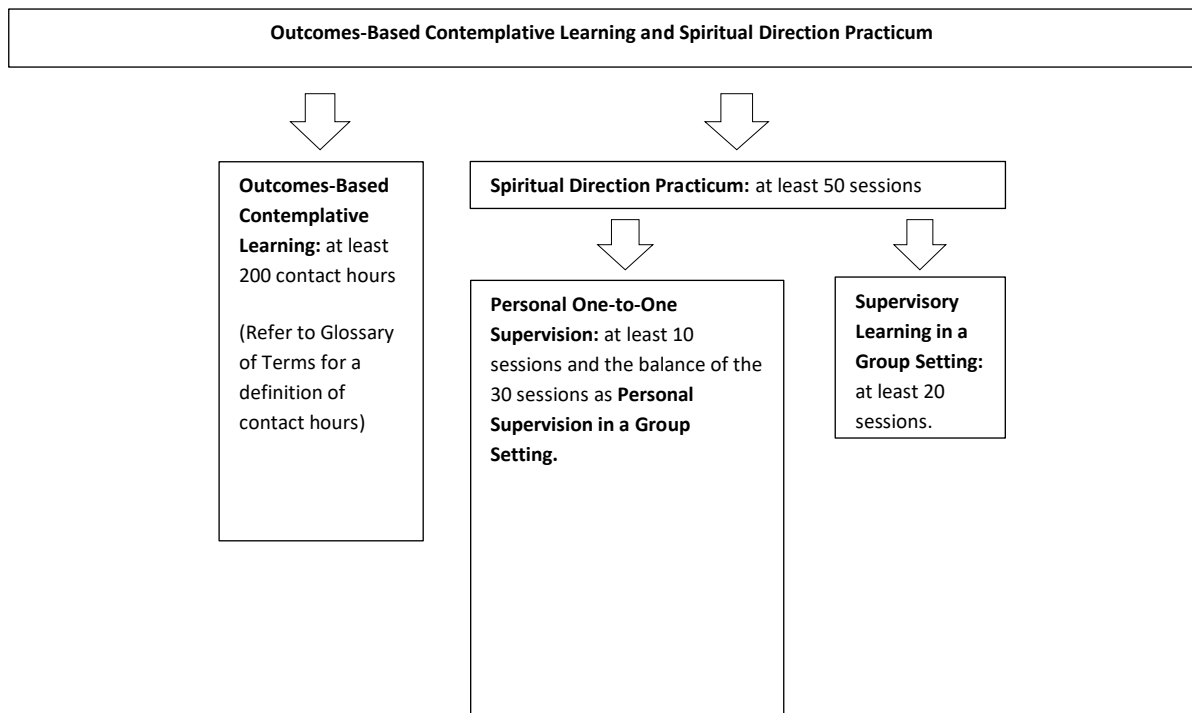 Outcomes-Based Contemplative Learning and Spiritual Direction Practicum
Outcomes-Based
Contemplative
Learning: at least
200 contact hours
(Refer to Glossary
of Terms for a
definition of
contact hours)
Spiritual Direction Practicum: at least 50 sessions
Personal One-to-One
Supervision: at least 10
sessions and the balance of the
30 sessions as Personal
Supervision in a Group
Setting.
Supervisory
Learning in a
Group Setting:
at least 20
sessions.